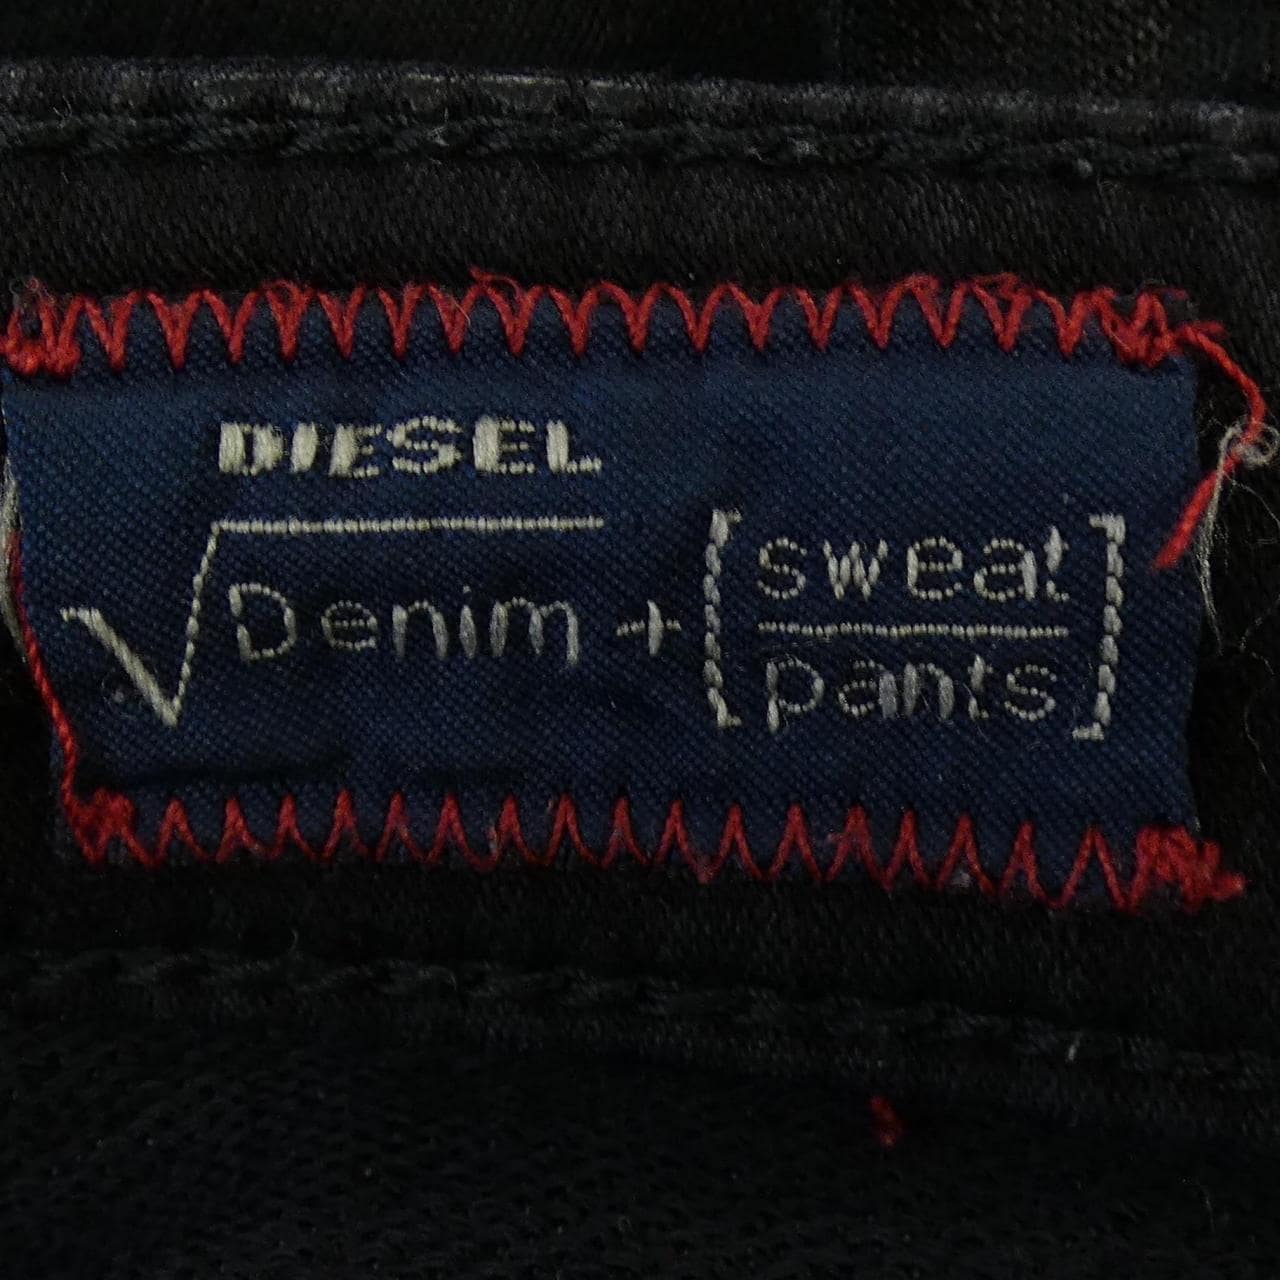 DIESEL
√Denim + [sweat
pants]